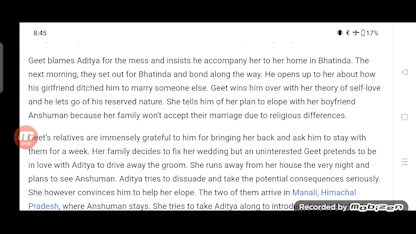 8:45
17%
Geet blames Aditya for the mess and insists he accompany her to her home in Bhatinda. The
next morning, they set out for Bhatinda and bond along the way. He opens up to her about how
his girlfriend ditched him to marry someone else. Geet wins him over with her theory of self-love
and he lets go of his reserved nature. She tells him of her plan to elope with her boyfriend
Anshuman because her family won't accept their marriage due to religious differences.
Geet's relatives are immensely grateful to him for bringing her back and ask him to stay with
them for a week. Her family decides to fix her wedding but an uninterested Geet pretends to be
in love with Aditya to drive away the groom. She runs away from her house the very night and
plans to see Anshuman. Aditya tries to dissuade and take the potential consequences seriously.
She however convinces him to help her elope. The two of them arrive in Manali, Himachal
Pradesh, where Anshuman stays. She tries to take Aditya along to introd
Recorded by
Mobizen